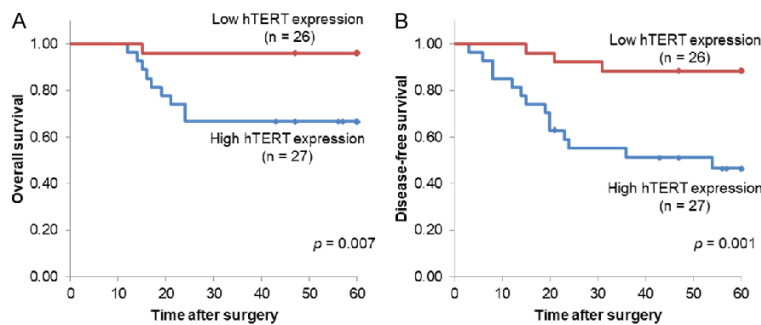 A
Low hTERT expression
(n = 26)
1.00
0.80
0.60
0.40
0.20
0.00
Overall survival
High hTERT expression
(n = 27)
p = 0.007
0 10 20 30 40 50 60
Time after surgery
B
Low hTERT expression
(n = 26)
1.00
0.80
0.60
0.40
0.20
0.00
Disease-free survival
High hTERT expression
(n = 27)
p = 0.001
0 10 20 30 40 50 60
Time after surgery